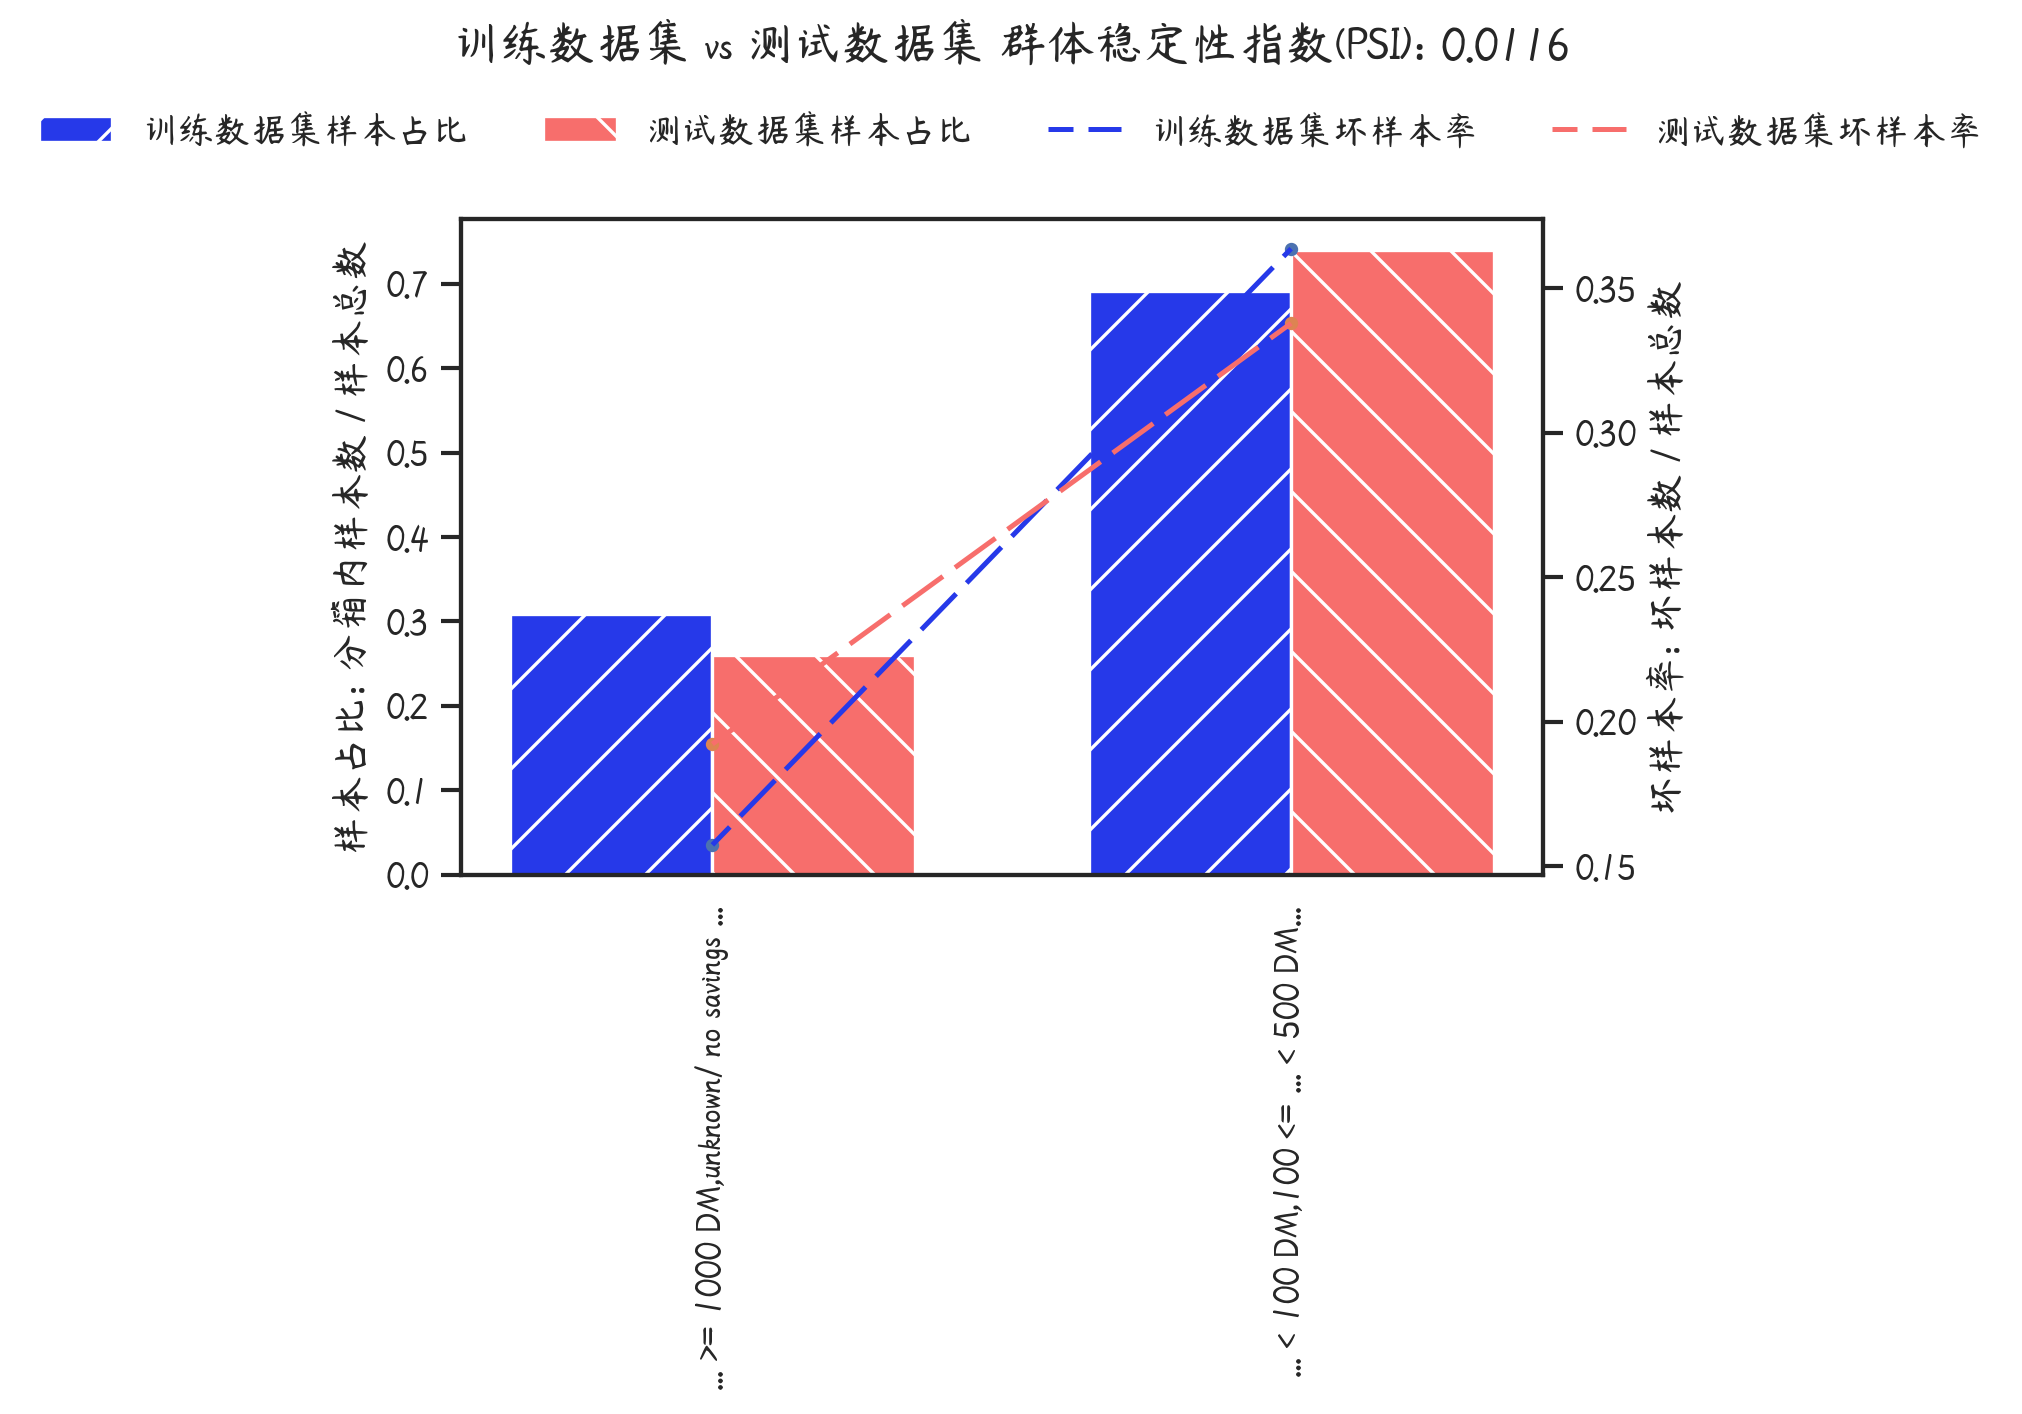 训练数据集 vs 测试数据集 群体稳定性指数(PSI): 0.0116
训练数据集样本占比
测试数据集样本占比
训练数据集坏样本率
测试数据集坏样本率
样本占比: 分箱内样本数 / 样本总数
0.7
0.6
0.5
0.4
0.3
0.2
0.1
0.0
0.35
0.30
0.25
0.20
0.15
坏样本率: 坏样本数 / 样本总数
... >= 1000 DM,unknown/ no savings ...
... < 100 DM,100 <= ... < 500 DM...